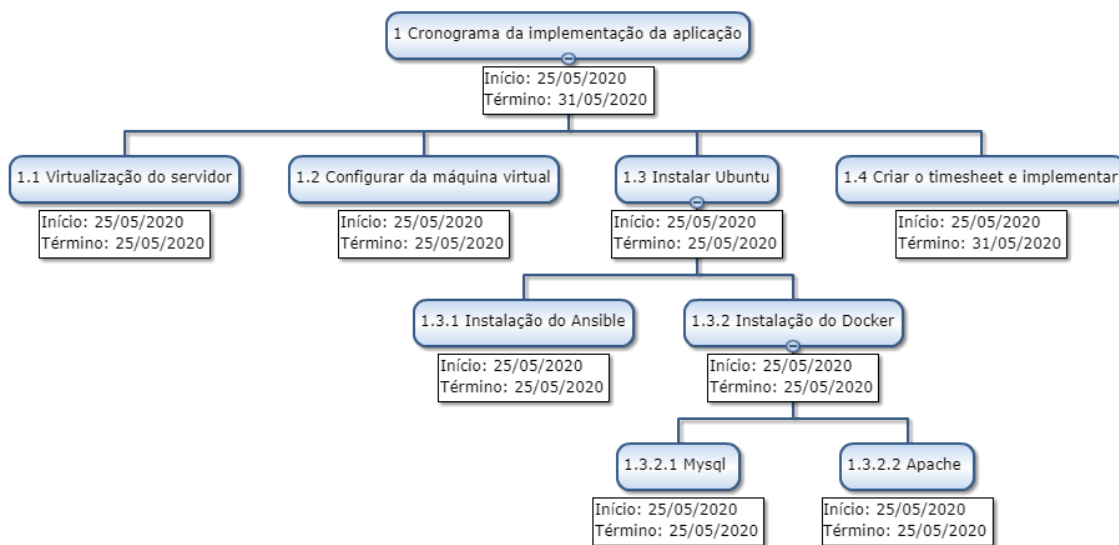 1 Cronograma da implementação da aplicação
Início: 25/05/2020
Término: 31/05/2020
1.1 Virtualização do servidor
Início: 25/05/2020
Término: 25/05/2020
1.2 Configurar da máquina virtual
Início: 25/05/2020
Término: 25/05/2020
1.3 Instalar Ubuntu
Início: 25/05/2020
Término: 25/05/2020
1.4 Criar o timesheet e implementar
Início: 25/05/2020
Término: 31/05/2020
1.3.1 Instalação do Ansible
Início: 25/05/2020
Término: 25/05/2020
1.3.2 Instalação do Docker
Início: 25/05/2020
Término: 25/05/2020
1.3.2.1 Mysql
Início: 25/05/2020
Término: 25/05/2020
1.3.2.2 Apache
Início: 25/05/2020
Término: 25/05/2020